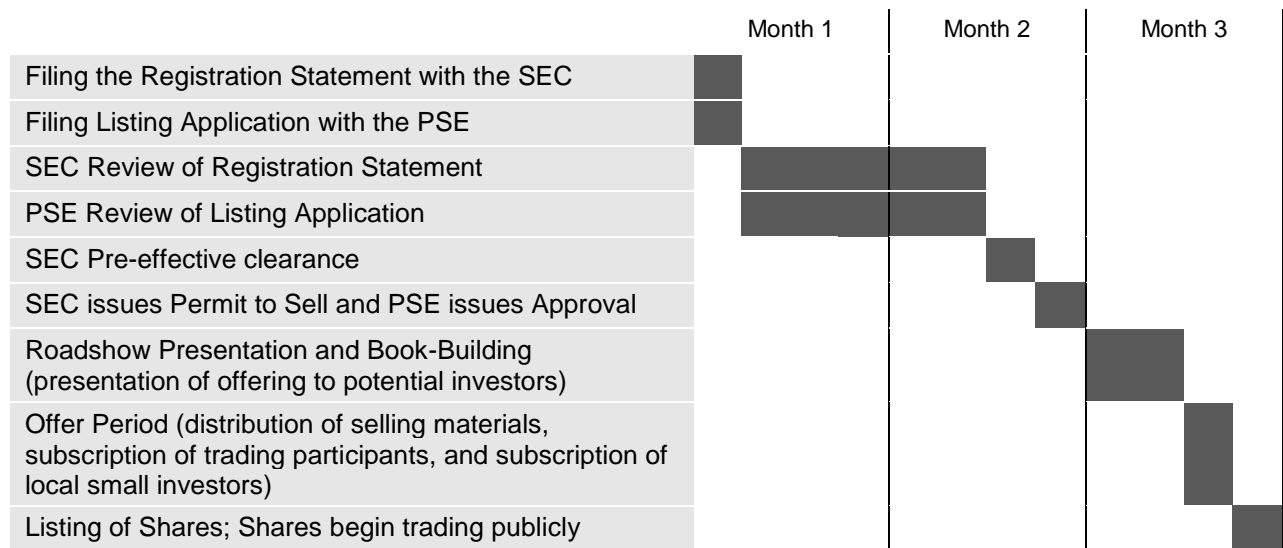 Month 1 Month 2 Month 3
Filing the Registration Statement with the SEC
Filing Listing Application with the PSE
SEC Review of Registration Statement
PSE Review of Listing Application
SEC Pre-effective clearance
SEC issues Permit to Sell and PSE issues Approval
Roadshow Presentation and Book-Building
(presentation of offering to potential investors)
Offer Period (distribution of selling materials,
subscription of trading participants, and subscription of
local small investors)
Listing of Shares; Shares begin trading publicly